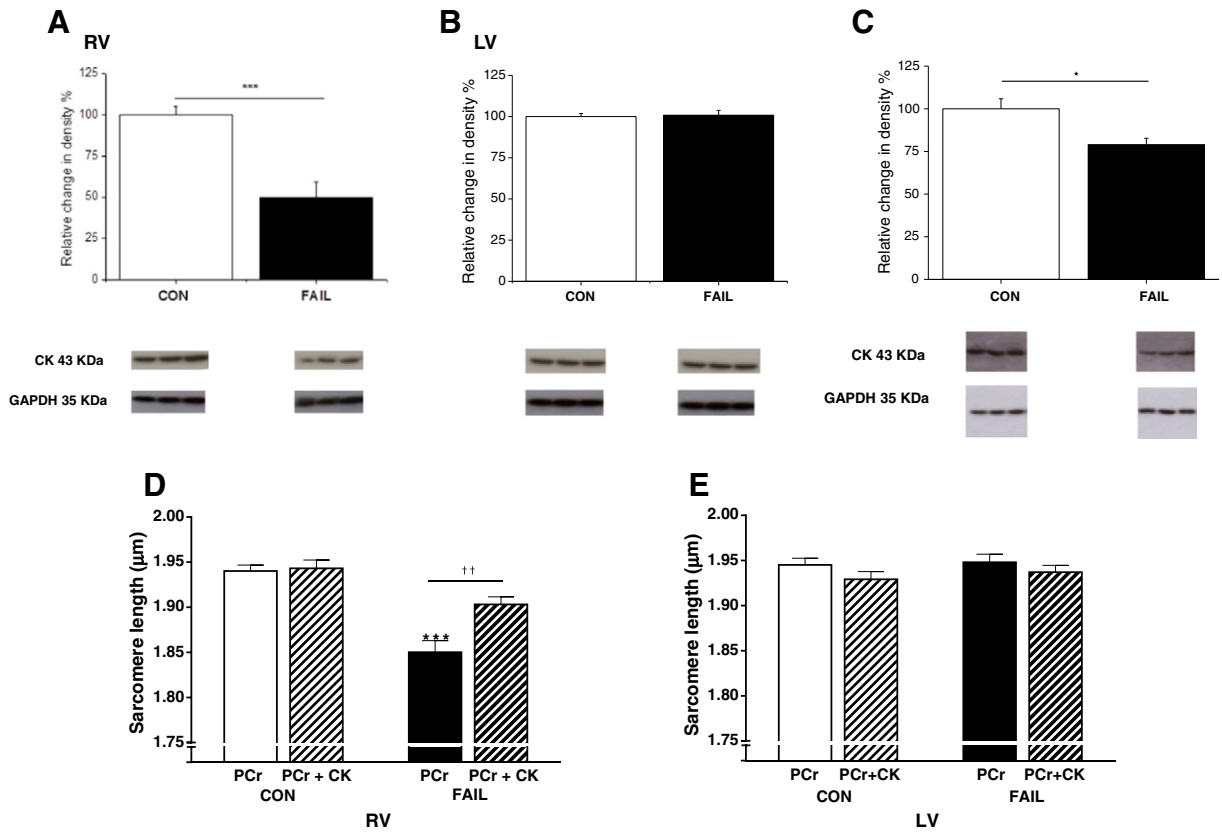 A
RV
Relative change in density %
125
100
75
50
25
0
***
CON
FAIL
B
LV
Relative change in density %
125
100
75
50
25
0
CON
FAIL
C
Relative change in density %
125
100
75
50
25
0
*
CON
FAIL
CK 43 KDa
GAPDH 35 KDa
CK 43 KDa
GAPDH 35 KDa
D
Sarcomere length (μm)
2.00
1.95
1.90
1.85
1.80
1.75
***
††
PCr PCr + CK PCr PCr + CK
CON FAIL
RV
E
Sarcomere length (μm)
2.00
1.95
1.90
1.85
1.80
1.75
PCr PCr+CK PCr PCr+CK
CON FAIL
LV